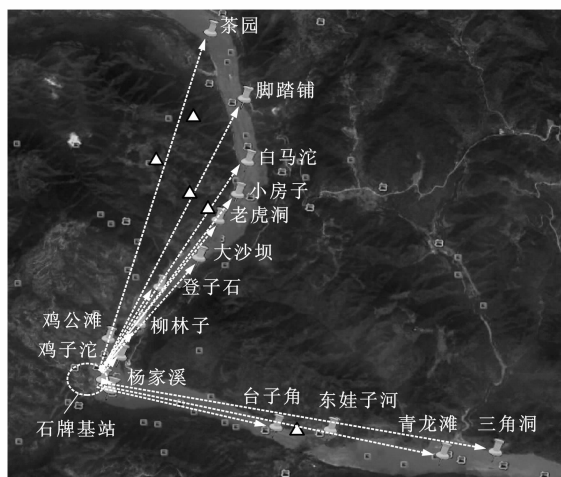 茶园
脚踏铺
白马沱
小房子
老虎洞
大沙坝
登子石
鸡公滩
柳林子
鸡子沱
杨家溪
台子角
东娃子河
青龙滩
三角洞
石牌基站